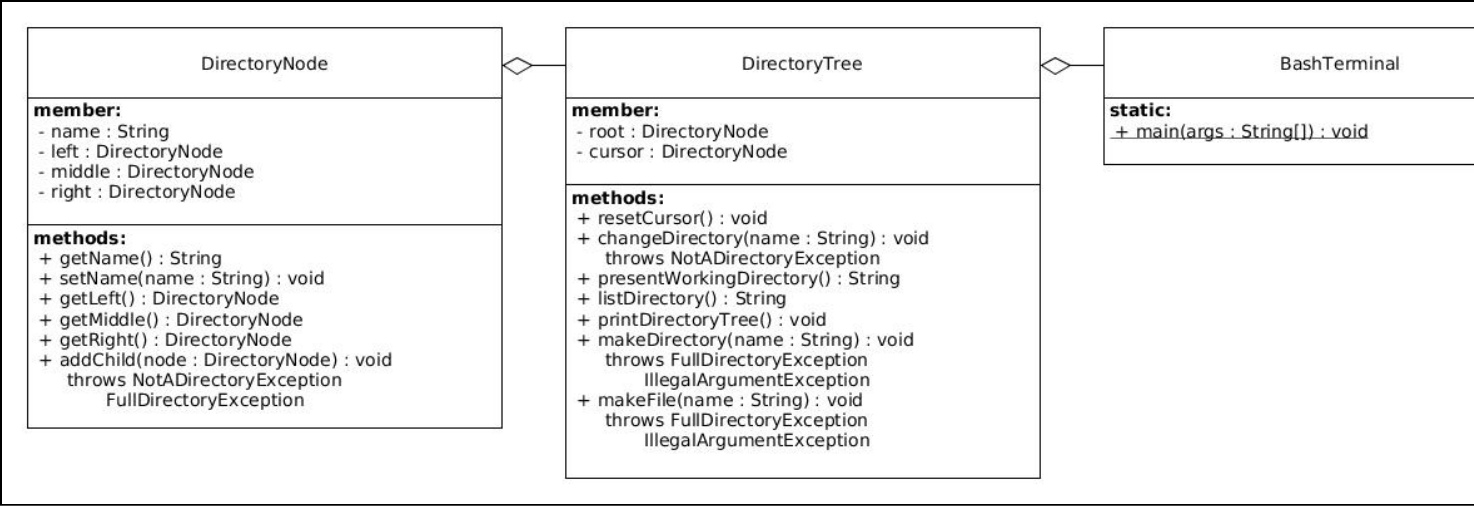 DirectoryNode
member:
- name : String
- left : DirectoryNode
- middle : DirectoryNode
- right : DirectoryNode
methods:
+ getName() : String
+ setName(name : String) : void
+ getLeft() : DirectoryNode
+ getMiddle() : DirectoryNode
+ getRight() : DirectoryNode
+ addChild(node : DirectoryNode) : void
throws NotADirectoryException
FullDirectoryException
DirectoryTree
member:
- root : DirectoryNode
- cursor : DirectoryNode
methods:
+ resetCursor() : void
+ changeDirectory(name : String) : void
throws NotADirectoryException
+ presentWorkingDirectory() : String
+ listDirectory() : String
+ printDirectoryTree() : void
+ makeDirectory(name : String) : void
throws FullDirectoryException
IllegalArgumentException
+ makeFile(name : String) : void
throws FullDirectoryException
IllegalArgumentException
BashTerminal
static:
+ main(args : String[]) : void